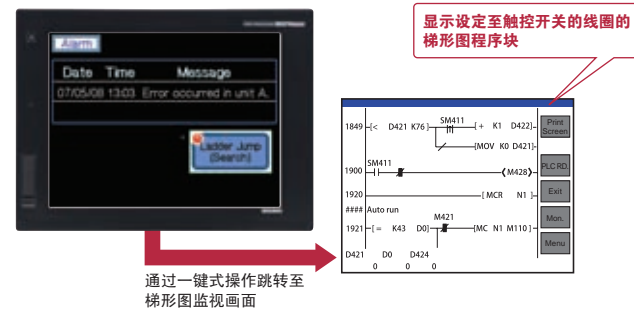 显示设定至触控开关的线圈的
梯形图程序块
Alarm
Date Time Message
07/05/08 13:03 Error occurred in unit A.
Ladder Jump
(Search)
1849 [< D421 K76 ] SM411 [ + K1 D422]
[MOV K0 D421]
1900 SM411 (M428)
1920 [ MCR N1 ]
#### Auto run
1921 [ = K43 D0] M421 [MC N1 M110 ]
D421 D0 D424
0 0 0
Print
Screen
PLC RD.
Exit
Mon.
Menu
通过一键式操作跳转至
梯形图监视画面